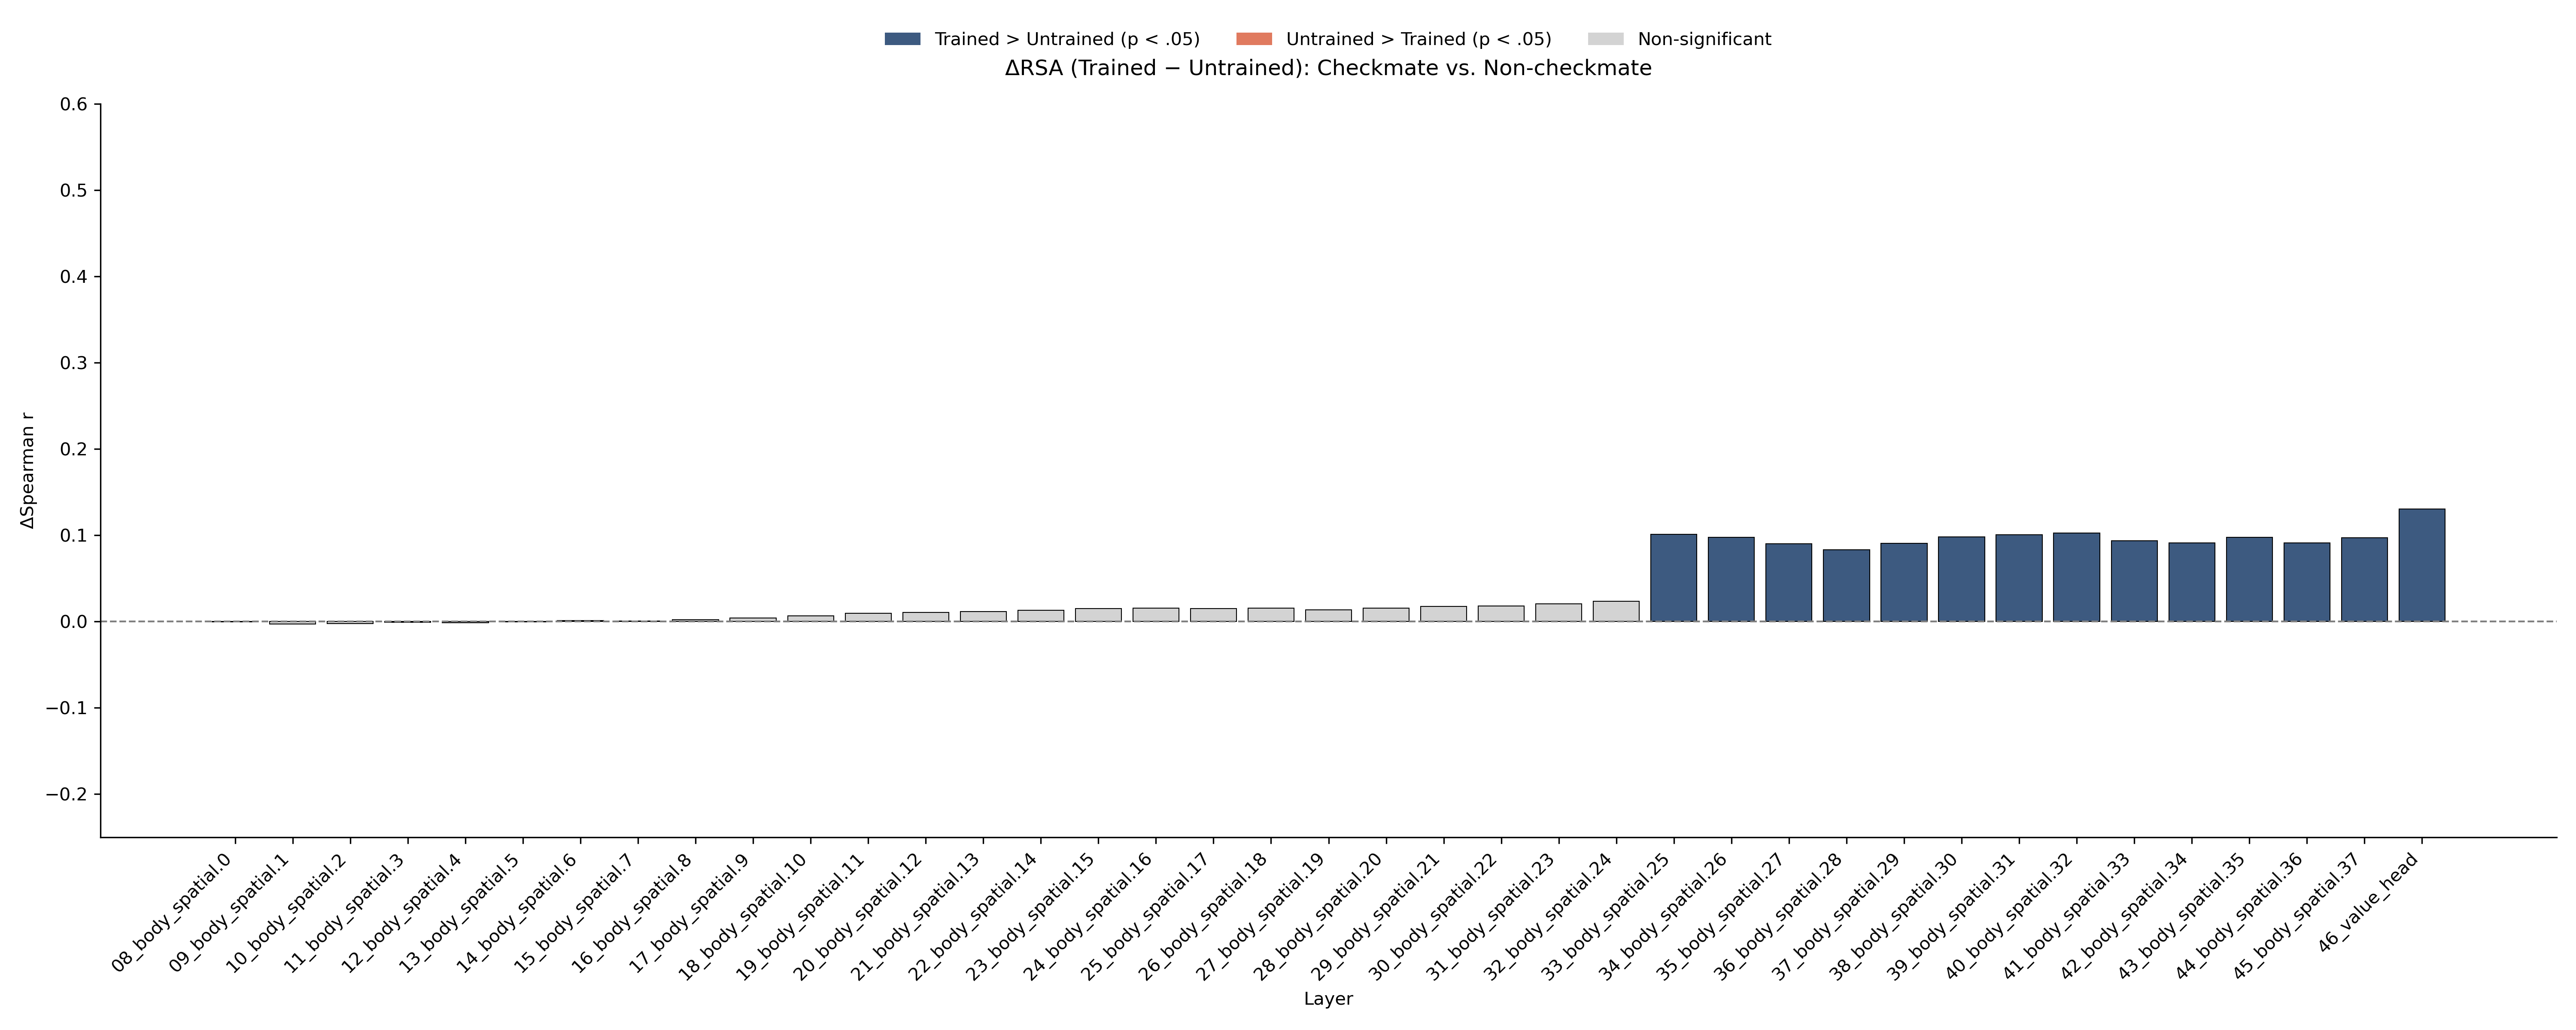 Trained > Untrained (p < .05) Untrained > Trained (p < .05) Non-significant
ΔRSA (Trained − Untrained): Checkmate vs. Non-checkmate
0.6
0.5
0.4
0.3
0.2
0.1
0.0
−0.1
−0.2
ΔSpearman r
08_body_spatial.0
09_body_spatial.1
10_body_spatial.2
11_body_spatial.3
12_body_spatial.4
13_body_spatial.5
14_body_spatial.6
15_body_spatial.7
16_body_spatial.8
17_body_spatial.9
18_body_spatial.10
19_body_spatial.11
20_body_spatial.12
21_body_spatial.13
22_body_spatial.14
23_body_spatial.15
24_body_spatial.16
25_body_spatial.17
26_body_spatial.18
27_body_spatial.19
28_body_spatial.20
29_body_spatial.21
30_body_spatial.22
31_body_spatial.23
32_body_spatial.24
33_body_spatial.25
34_body_spatial.26
35_body_spatial.27
36_body_spatial.28
37_body_spatial.29
38_body_spatial.30
39_body_spatial.31
40_body_spatial.32
41_body_spatial.33
42_body_spatial.34
43_body_spatial.35
44_body_spatial.36
45_body_spatial.37
46_value_head
Layer